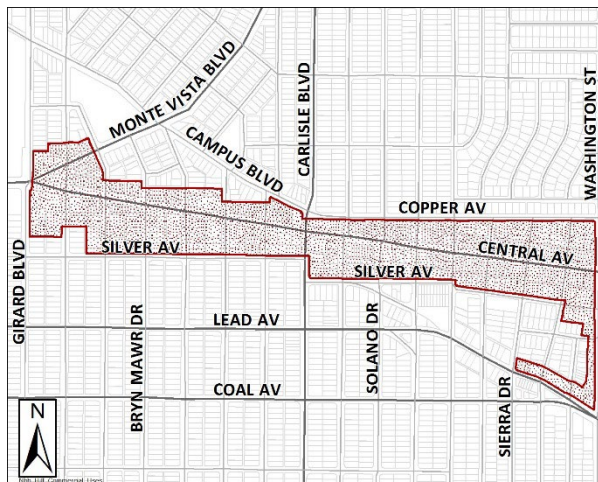 MONTE VISTA BLVD
CAMPUS BLVD
CARLISLE BLVD
WASHINGTON ST
COPPER AV
CENTRAL AV
SILVER AV
SILVER AV
GIRARD BLVD
BRYN MAWR DR
LEAD AV
SOLANO DR
COAL AV
SIERRA DR
N